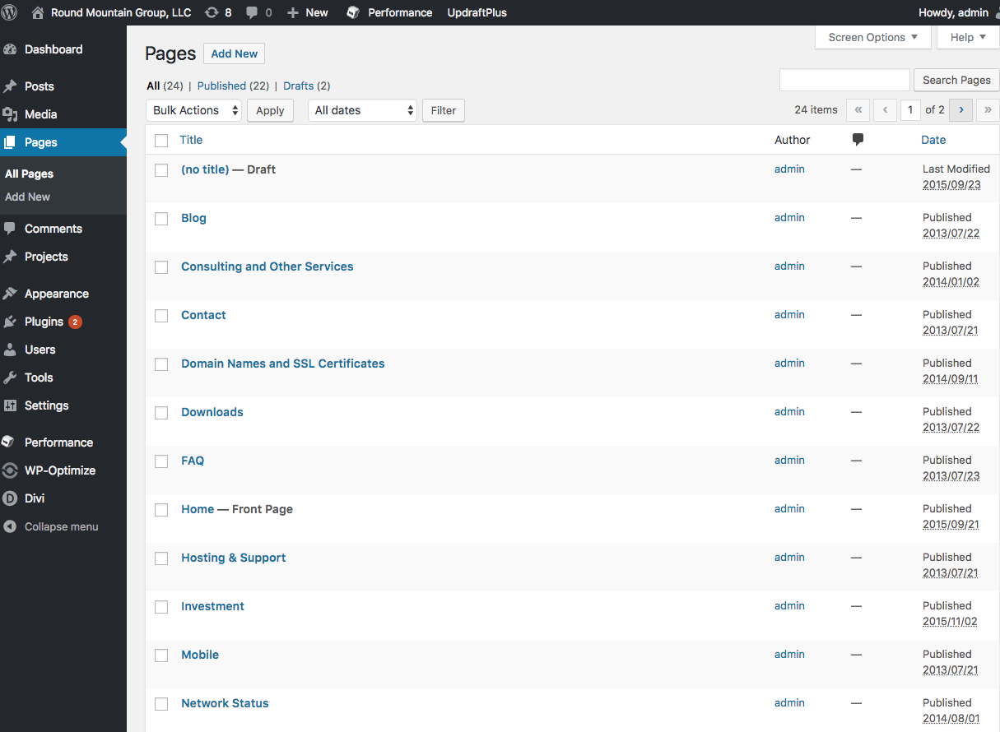 Round Mountain Group, LLC 8 0 New Performance UpdraftPlus Howdy, admin
Dashboard
Posts
Media
Pages
All Pages
Add New
Comments
Projects
Appearance
Plugins 2
Users
Tools
Settings
Performance
WP-Optimize
Divi
Collapse menu
Screen Options Help
Pages Add New
All (24) | Published (22) | Drafts (2)
Search Pages
Bulk Actions Apply All dates Filter 24 items « ‹ 1 of 2 › »
Title Author Date
(no title) — Draft admin — Last Modified
2015/09/23
Blog admin — Published
2013/07/22
Consulting and Other Services admin — Published
2014/01/02
Contact admin — Published
2013/07/21
Domain Names and SSL Certificates admin — Published
2014/09/11
Downloads admin — Published
2013/07/22
FAQ admin — Published
2013/07/23
Home — Front Page admin — Published
2015/09/21
Hosting & Support admin — Published
2013/07/21
Investment admin — Published
2015/11/02
Mobile admin — Published
2013/07/21
Network Status admin — Published
2014/08/01